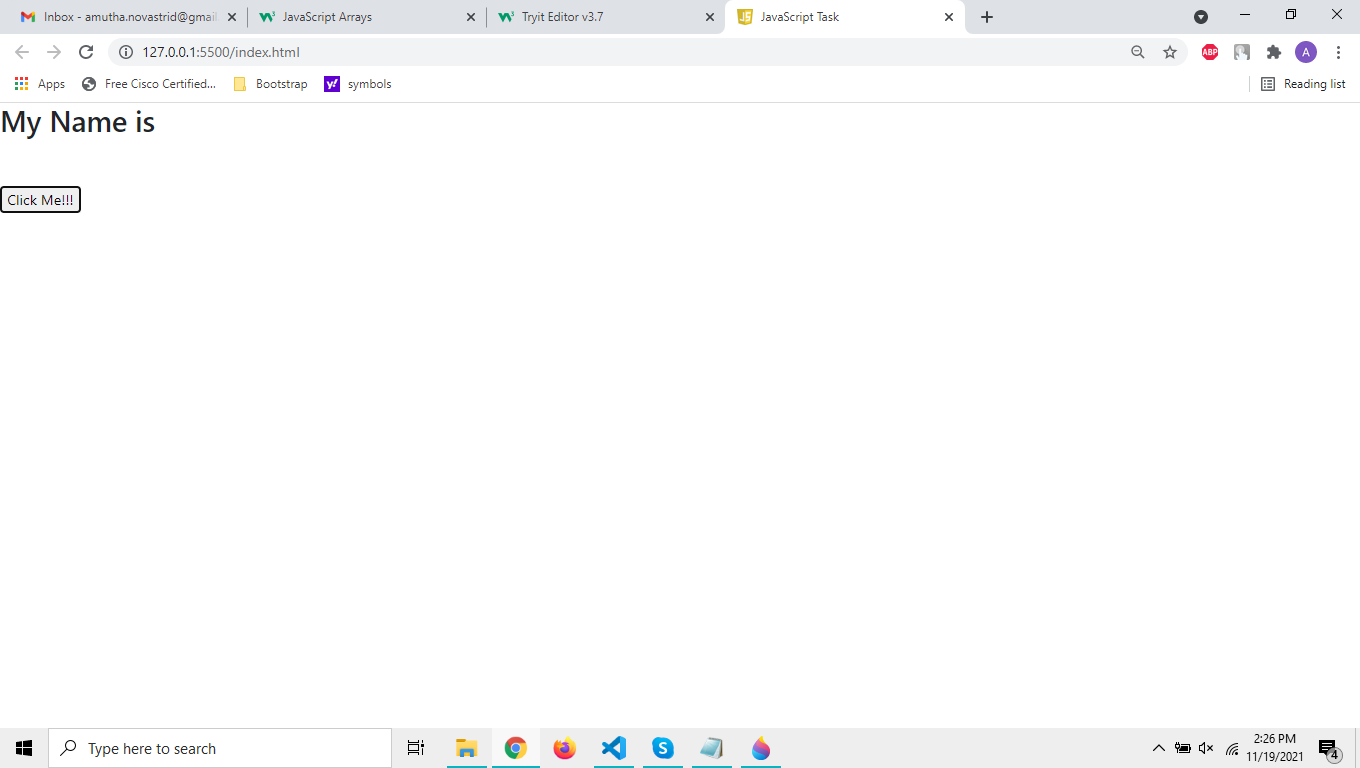 Inbox - amutha.novastrid@gmail
JavaScript Arrays
Tryit Editor v3.7
JavaScript Task
127.0.0.1:5500/index.html
ABP
A
Apps
Free Cisco Certified...
Bootstrap
symbols
Reading list
My Name is
Click Me!!!
Type here to search
2:26 PM
11/19/2021
4